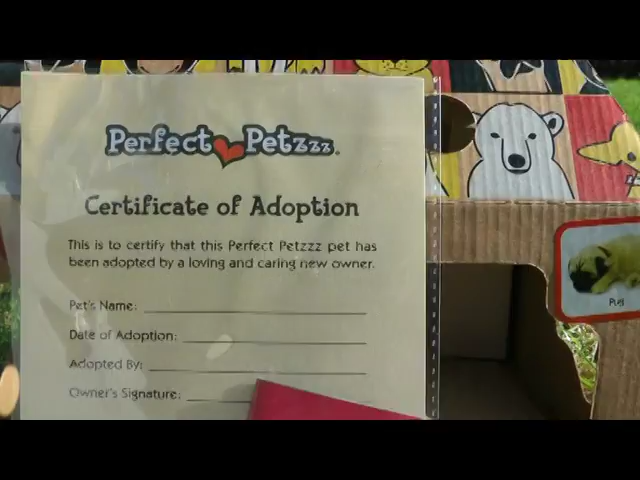 Perfect Petzzz.
Certificate of Adoption
This is to certify that this Perfect Petzzz pet has
been adopted by a loving and caring new owner.
Pet's Name:
Date of Adoption:
Adopted By:
Owner's Signature:
Pug